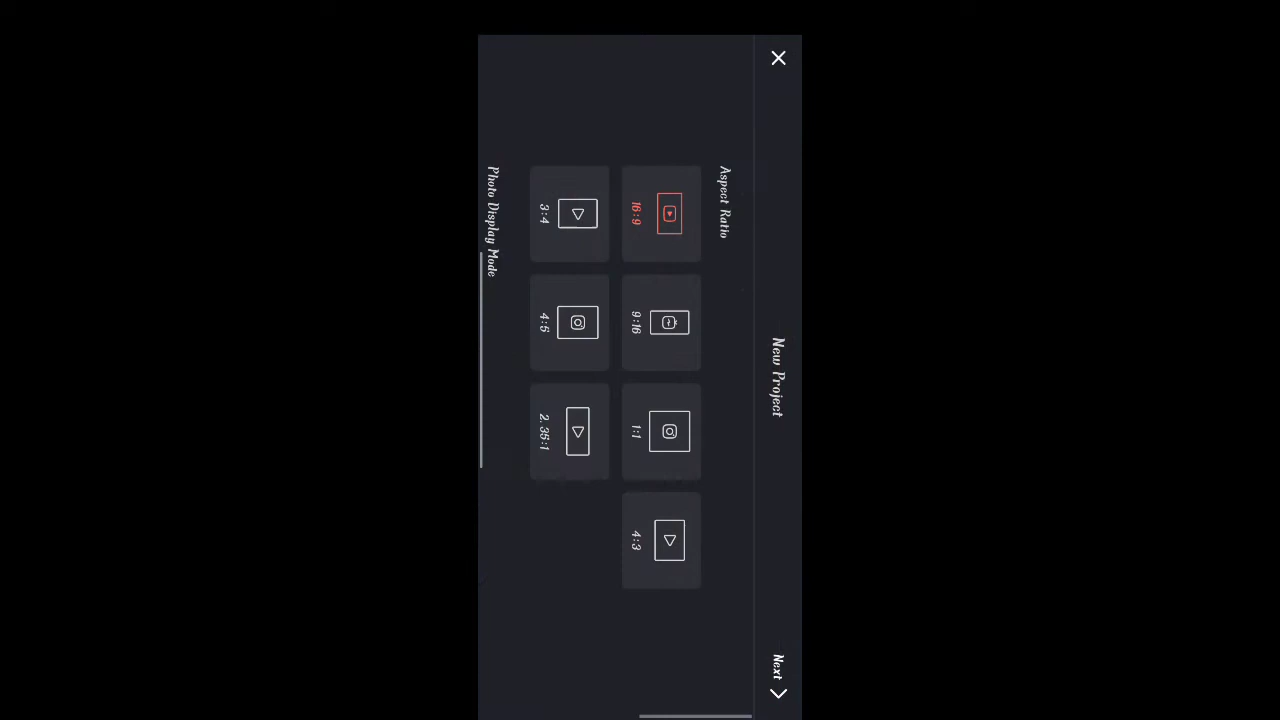 New Project
Next
Aspect Ratio
16:9
9:16
1:1
4:3
3:4
4:5
2.35:1
Photo Display Mode